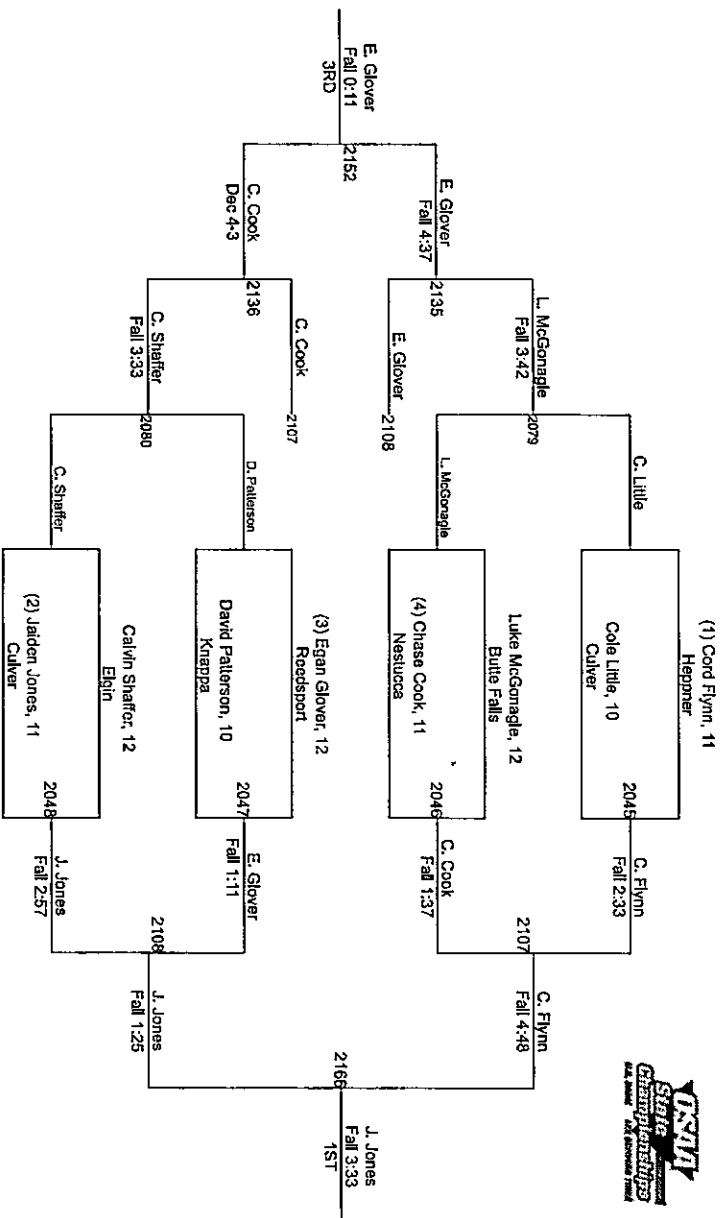 OSAA
State
Championships
(1) Cord Flynn, 11
Heppner
Cole Little, 10
Culver
2045
C. Flynn
Fall 2:33
Luke McGonagle, 12
Butte Falls
(4) Chase Cook, 11
Nestucca
2046
C. Cook
Fall 1:37
2107
C. Flynn
Fall 4:48
(3) Egan Glover, 12
Reedsport
David Patterson, 10
Knappa
2047
E. Glover
Fall 1:11
Calvin Shaffer, 12
Elgin
(2) Jaiden Jones, 11
Culver
2048
J. Jones
Fall 2:57
2108
J. Jones
Fall 1:25
2166
J. Jones
Fall 3:33
1ST
C. Little
L. McGonagle
2079
L. McGonagle
Fall 3:42
E. Glover
2108
2135
E. Glover
Fall 4:37
D. Patterson
C. Shaffer
2080
C. Shaffer
Fall 3:33
C. Cook
2107
2136
C. Cook
Dec 4-3
2152
E. Glover
Fall 0:11
3RD